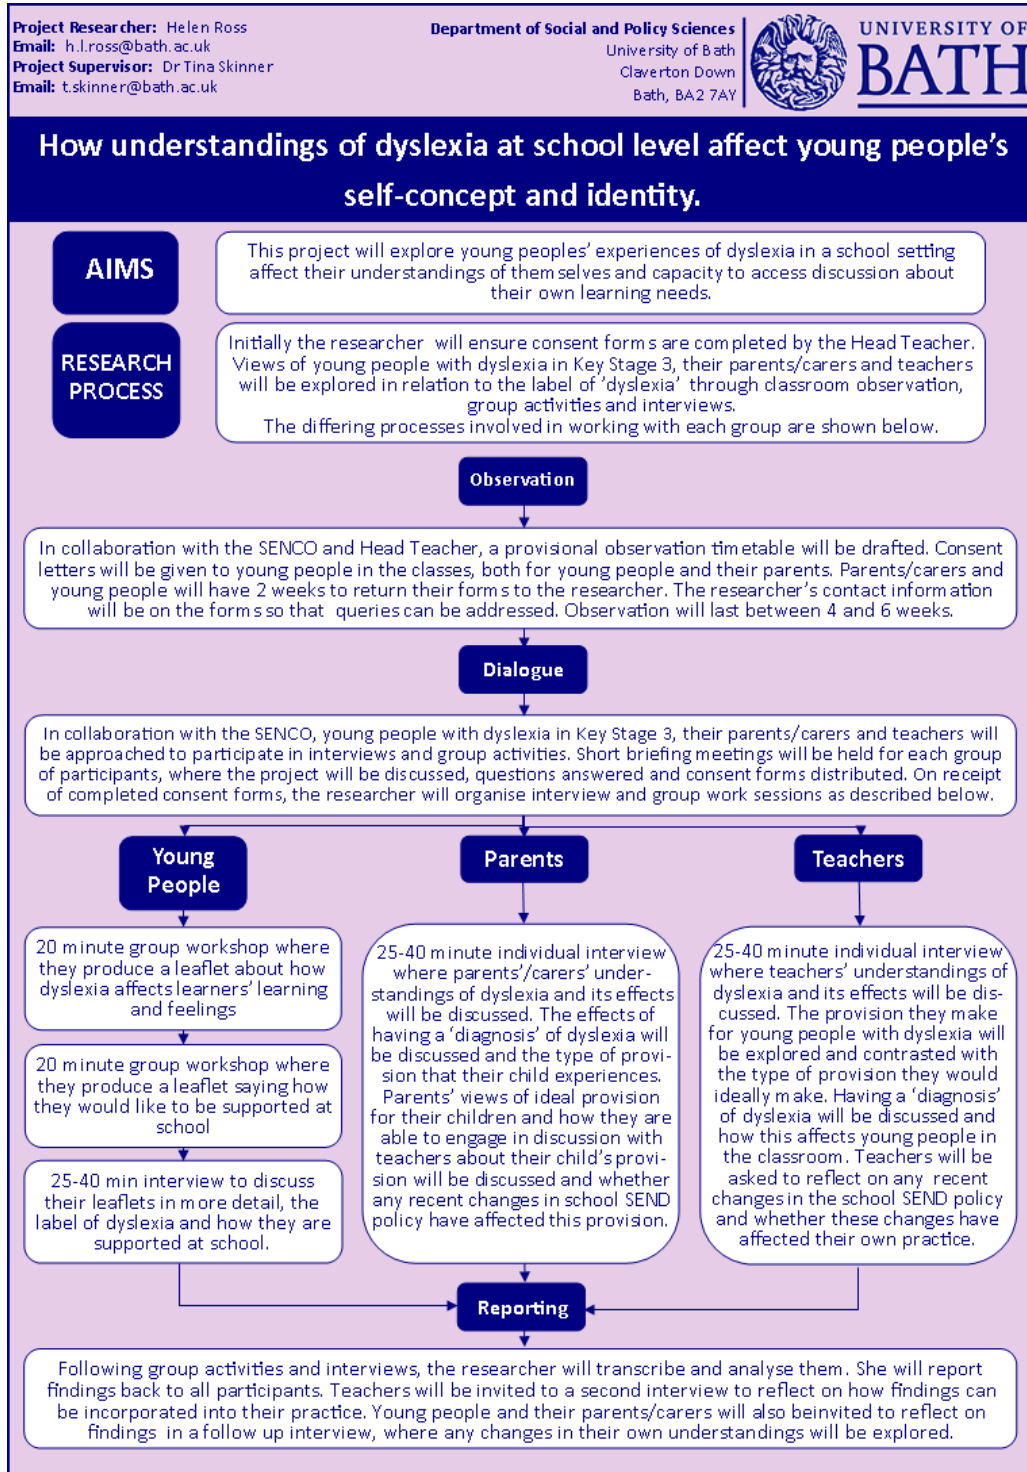 Project Researcher: Helen Ross
Email: h.l.ross@bath.ac.uk
Project Supervisor: Dr Tina Skinner
Email: t.skinner@bath.ac.uk
Department of Social and Policy Sciences
University of Bath
Claverton Down
Bath, BA2 7AY
UNIVERSITY OF
BATH
How understandings of dyslexia at school level affect young people's
self-concept and identity.
AIMS
This project will explore young peoples' experiences of dyslexia in a school setting
affect their understandings of themselves and capacity to access discussion about
their own learning needs.
RESEARCH
PROCESS
Initially the researcher will ensure consent forms are completed by the Head Teacher.
Views of young people with dyslexia in Key Stage 3, their parents/carers and teachers
will be explored in relation to the label of 'dyslexia' through classroom observation,
group activities and interviews.
The differing processes involved in working with each group are shown below.
Observation
In collaboration with the SENCO and Head Teacher, a provisional observation timetable will be drafted. Consent
letters will be given to young people in the classes, both for young people and their parents. Parents/carers and
young people will have 2 weeks to return their forms to the researcher. The researcher's contact information
will be on the forms so that queries can be addressed. Observation will last between 4 and 6 weeks.
Dialogue
In collaboration with the SENCO, young people with dyslexia in Key Stage 3, their parents/carers and teachers will
be approached to participate in interviews and group activities. Short briefing meetings will be held for each group
of participants, where the project will be discussed, questions answered and consent forms distributed. On receipt
of completed consent forms, the researcher will organise interview and group work sessions as described below.
Young
People
20 minute group workshop where
they produce a leaflet about how
dyslexia affects learners' learning
and feelings
20 minute group workshop where
they produce a leaflet saying how
they would like to be supported at
school
25-40 min interview to discuss
their leaflets in more detail, the
label of dyslexia and how they are
supported at school.
Parents
25-40 minute individual interview
where parents'/carers' under-
standings of dyslexia and its effects
will be discussed. The effects of
having a 'diagnosis' of dyslexia will
be discussed and the type of provi-
sion that their child experiences.
Parents' views of ideal provision
for their children and how they are
able to engage in discussion with
teachers about their child's provi-
sion will be discussed and whether
any recent changes in school SEND
policy have affected this provision.
Teachers
25-40 minute individual interview
where teachers' understandings of
dyslexia and its effects will be dis-
cussed. The provision they make
for young people with dyslexia will
be explored and contrasted with
the type of provision they would
ideally make. Having a 'diagnosis'
of dyslexia will be discussed and
how this affects young people in
the classroom. Teachers will be
asked to reflect on any recent
changes in the school SEND policy
and whether these changes have
affected their own practice.
Reporting
Following group activities and interviews, the researcher will transcribe and analyse them. She will report
findings back to all participants. Teachers will be invited to a second interview to reflect on how findings can
be incorporated into their practice. Young people and their parents/carers will also beinvited to reflect on
findings in a follow up interview, where any changes in their own understandings will be explored.